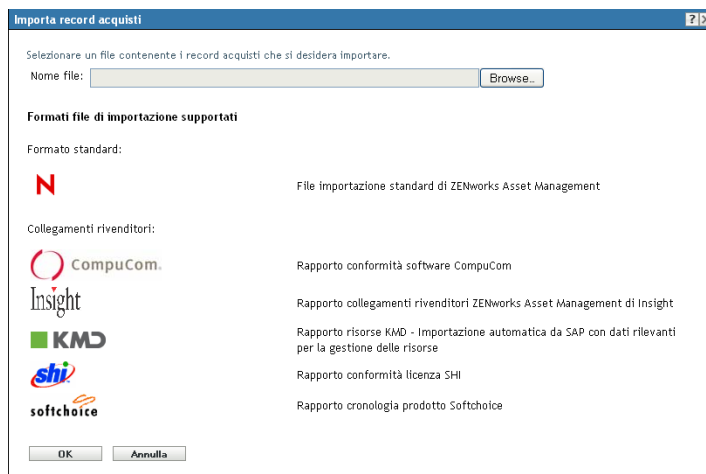 Importa record acquisti
Selezionare un file contenente i record acquisti che si desidera importare.
Nome file: Browse...
Formati file di importazione supportati
Formato standard:
N File importazione standard di ZENworks Asset Management
Collegamenti rivenditori:
CompuCom. Rapporto conformità software CompuCom
Insight Rapporto collegamenti rivenditori ZENworks Asset Management di Insight
KMD Rapporto risorse KMD - Importazione automatica da SAP con dati rilevanti
per la gestione delle risorse
shi Rapporto conformità licenza SHI
softchoice Rapporto cronologia prodotto Softchoice
OK Annulla